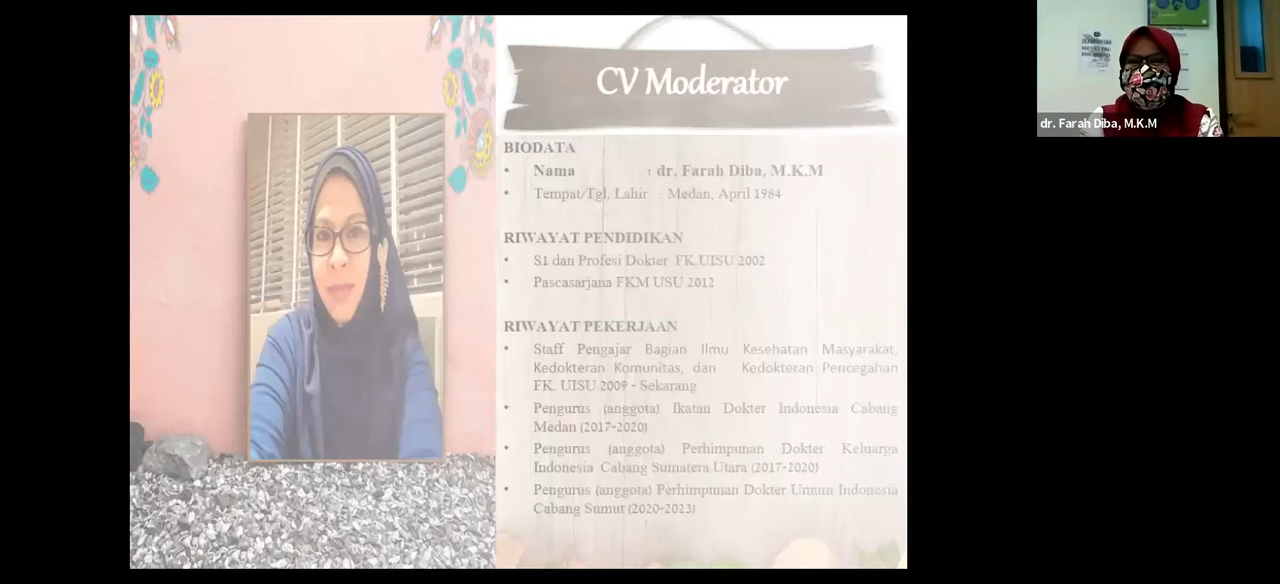 CV Moderator
BIODATA
• Nama : dr. Farah Diba, M.K.M
• Tempat/Tgl. Lahir : Medan, April 1984
RIWAYAT PENDIDIKAN
• S1 dan Profesi Dokter FK.UISU 2002
• Pascasarjana FKM USU 2012
RIWAYAT PEKERJAAN
• Staff Pengajar Bagian Ilmu Kesehatan Masyarakat,
Kedokteran Komunitas, dan Kedokteran Pencegahan
FK. UISU 2009 - Sekarang
• Pengurus (anggota) Ikatan Dokter Indonesia Cabang
Medan (2017-2020)
• Pengurus (anggota) Perhimpunan Dokter Keluarga
Indonesia Cabang Sumatera Utara (2017-2020)
• Pengurus (anggota) Perhimpunan Dokter Umum Indonesia
Cabang Sumut (2020-2023)
dr. Farah Diba, M.K.M